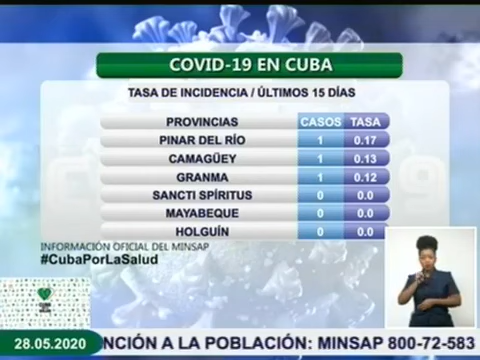 COVID-19 EN CUBA
TASA DE INCIDENCIA / ÚLTIMOS 15 DÍAS
PROVINCIAS CASOS TASA
PINAR DEL RÍO 1 0.17
CAMAGÜEY 1 0.13
GRANMA 1 0.12
SANCTI SPÍRITUS 0 0.0
MAYABEQUE 0 0.0
HOLGUÍN 0 0.0
INFORMACIÓN OFICIAL DEL MINSAP
#CubaPorLaSalud
28.05.2020 NCIÓN A LA POBLACIÓN: MINSAP 800-72-583